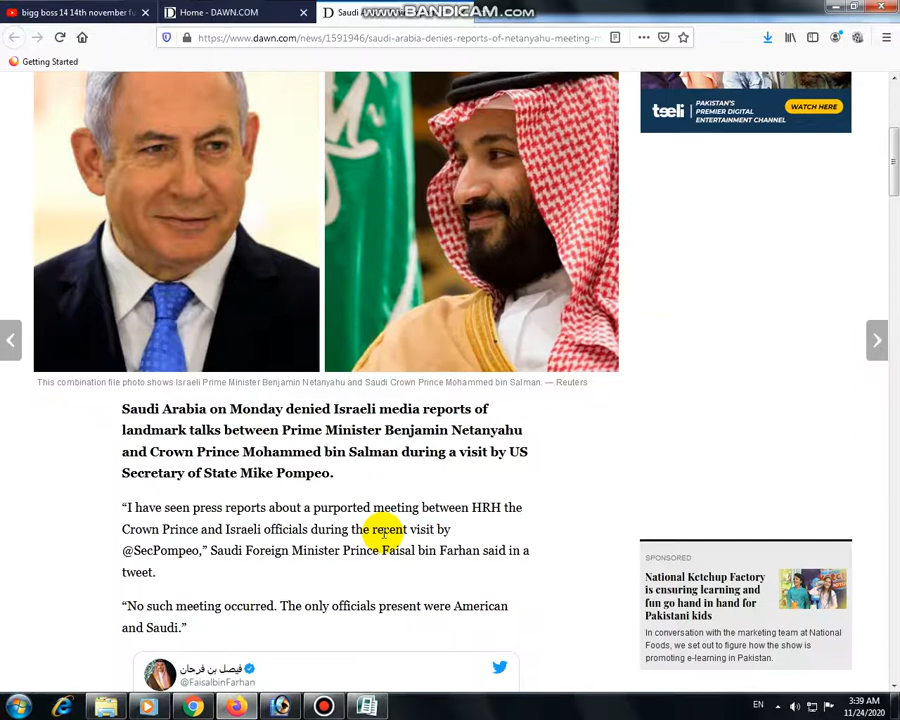 bigg boss 14 14th november fu
Home - DAWN.COM
Saudi A
WWW.BANDICAM.COM
https://www.dawn.com/news/1591946/saudi-arabia-denies-reports-of-netanyahu-meeting-m
Getting Started
teeli
PAKISTAN'S
PREMIER DIGITAL
ENTERTAINMENT CHANNEL
WATCH HERE
This combination file photo shows Israeli Prime Minister Benjamin Netanyahu and Saudi Crown Prince Mohammed bin Salman. — Reuters
Saudi Arabia on Monday denied Israeli media reports of
landmark talks between Prime Minister Benjamin Netanyahu
and Crown Prince Mohammed bin Salman during a visit by US
Secretary of State Mike Pompeo.
“I have seen press reports about a purported meeting between HRH the
Crown Prince and Israeli officials during the recent visit by
@SecPompeo,” Saudi Foreign Minister Prince Faisal bin Farhan said in a
tweet.
“No such meeting occurred. The only officials present were American
and Saudi.”
فيصل بن فرحان
@FaisalbinFarhan
SPONSORED
National Ketchup Factory
is ensuring learning and
fun go hand in hand for
Pakistani kids
In conversation with the marketing team at National
Foods, we set out to figure how the show is
promoting e-learning in Pakistan.
EN
3:39 AM
11/24/2020